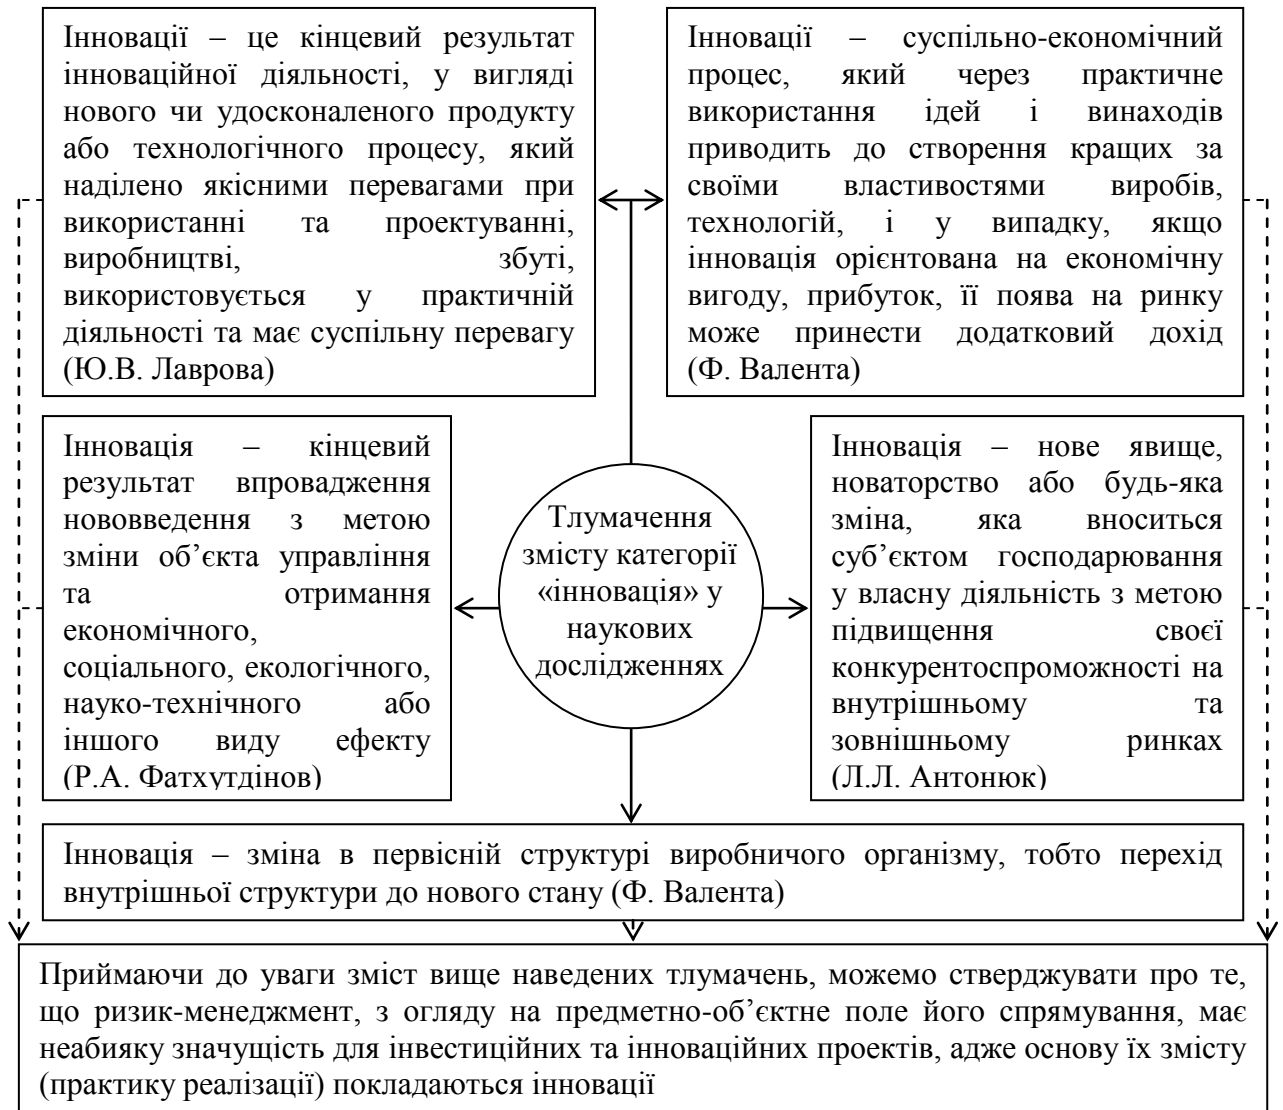 Інновації – це кінцевий результат
інноваційної діяльності, у вигляді
нового чи удосконаленого продукту
або технологічного процесу, який
наділено якісними перевагами при
використанні та проектуванні,
виробництві, збуті,
використовується у практичній
діяльності та має суспільну перевагу
(Ю.В. Лаврова)
Інновації – суспільно-економічний
процес, який через практичне
використання ідей і винаходів
приводить до створення кращих за
своїми властивостями виробів,
технологій, і у випадку, якщо
інновація орієнтована на економічну
вигоду, прибуток, її поява на ринку
може принести додатковий дохід
(Ф. Валента)
Інновація – кінцевий
результат впровадження
нововведення з метою
зміни об’єкта управління
та отримання
економічного,
соціального, екологічного,
науко-технічного або
іншого виду ефекту
(Р.А. Фатхутдінов)
Тлумачення
змісту категорії
«інновація» у
наукових
дослідженнях
Інновація – нове явище,
новаторство або будь-яка
зміна, яка вноситься
суб’єктом господарювання
у власну діяльність з метою
підвищення своєї
конкурентоспроможності на
внутрішньому та
зовнішньому ринках
(Л.Л. Антонюк)
Інновація – зміна в первісній структурі виробничого організму, тобто перехід
внутрішньої структури до нового стану (Ф. Валента)
Приймаючи до уваги зміст вище наведених тлумачень, можемо стверджувати про те,
що ризик-менеджмент, з огляду на предметно-об’єктне поле його спрямування, має
неабияку значущість для інвестиційних та інноваційних проектів, адже основу їх змісту
(практику реалізації) покладаються інновації